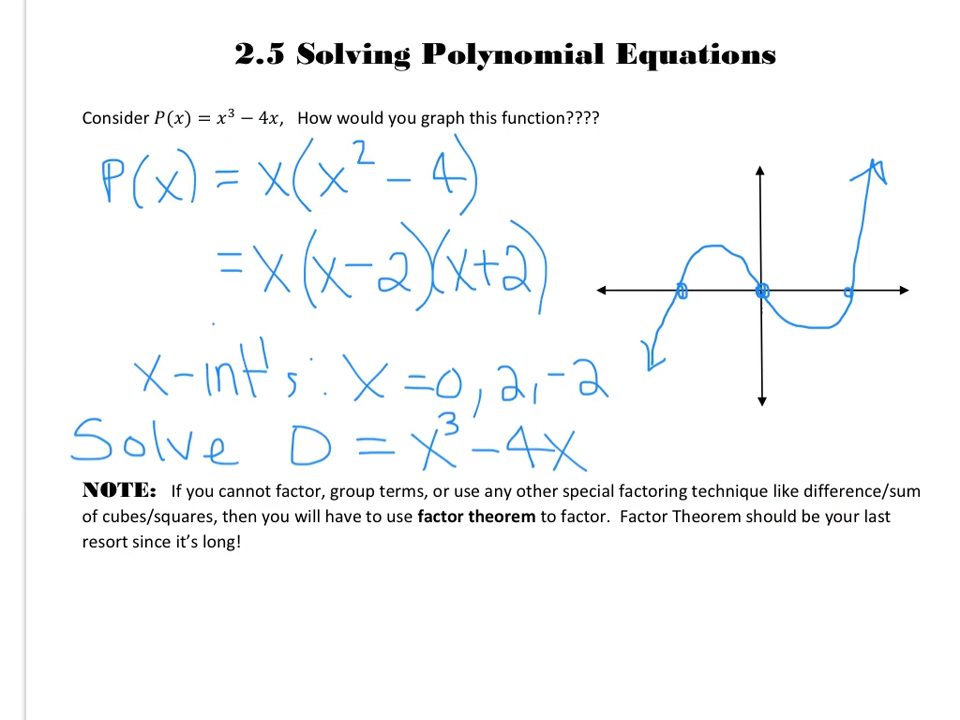 2.5 Solving Polynomial Equations
Consider P(x) = x³ − 4x, How would you graph this function????
P(x) = x(x² − 4)
= x(x−2)(x+2)
x-int's: x = 0, 2, -2
Solve 0 = x³ − 4x
NOTE: If you cannot factor, group terms, or use any other special factoring technique like difference/sum
of cubes/squares, then you will have to use factor theorem to factor. Factor Theorem should be your last
resort since it's long!